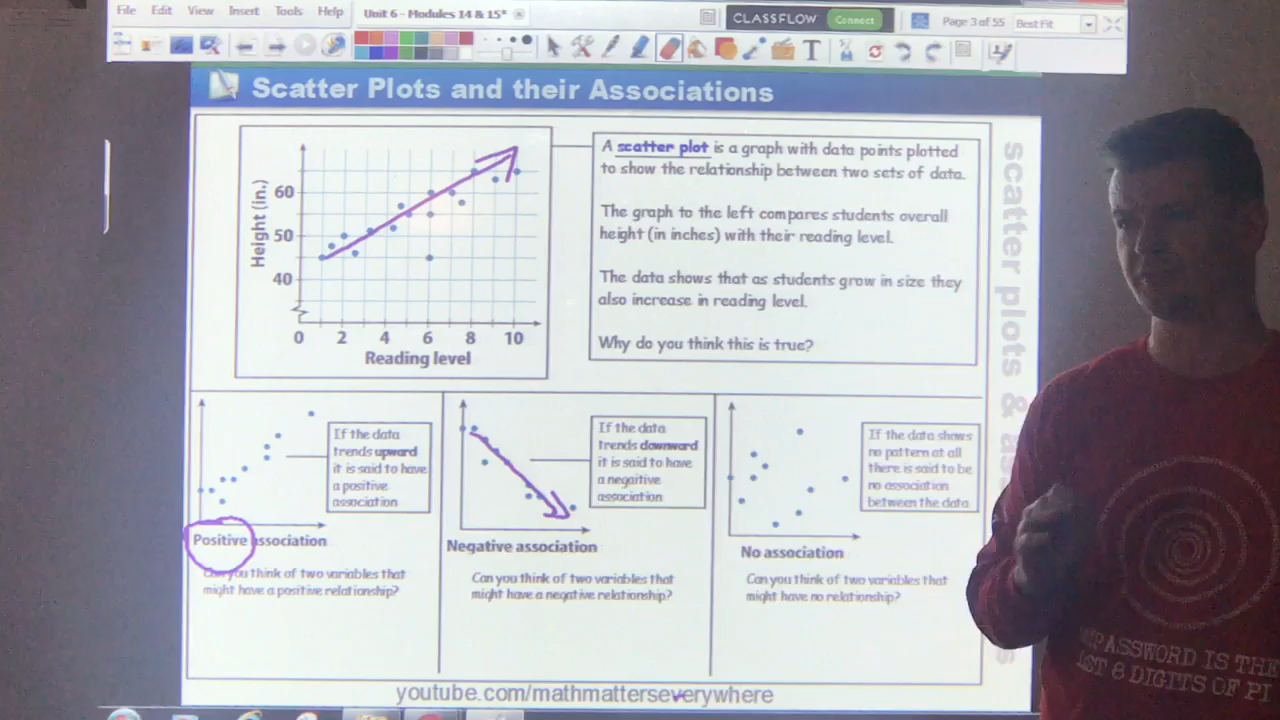 File Edit View Insert Tools Help
Unit 6 - Modules 14 & 15*
CLASSFLOW Connect
Page 3 of 55
Best Fit
T
Scatter Plots and their Associations
Height (in.)
60
50
40
0 2 4 6 8 10
Reading level
A scatter plot is a graph with data points plotted
to show the relationship between two sets of data.
The graph to the left compares students overall
height (in inches) with their reading level.
The data shows that as students grow in size they
also increase in reading level.
Why do you think this is true?
scatter plots & as
If the data
trends upward
it is said to have
a positive
association
Positive association
Can you think of two variables that
might have a positive relationship?
If the data
trends downward
it is said to have
a negaitive
association
Negative association
Can you think of two variables that
might have a negative relationship?
If the data shows
no pattern at all
there is said to be
no association
between the data
No association
Can you think of two variables that
might have no relationship?
youtube.com/mathmatterseverywhere
PASSWORD IS THE
8 DIGITS OF PI